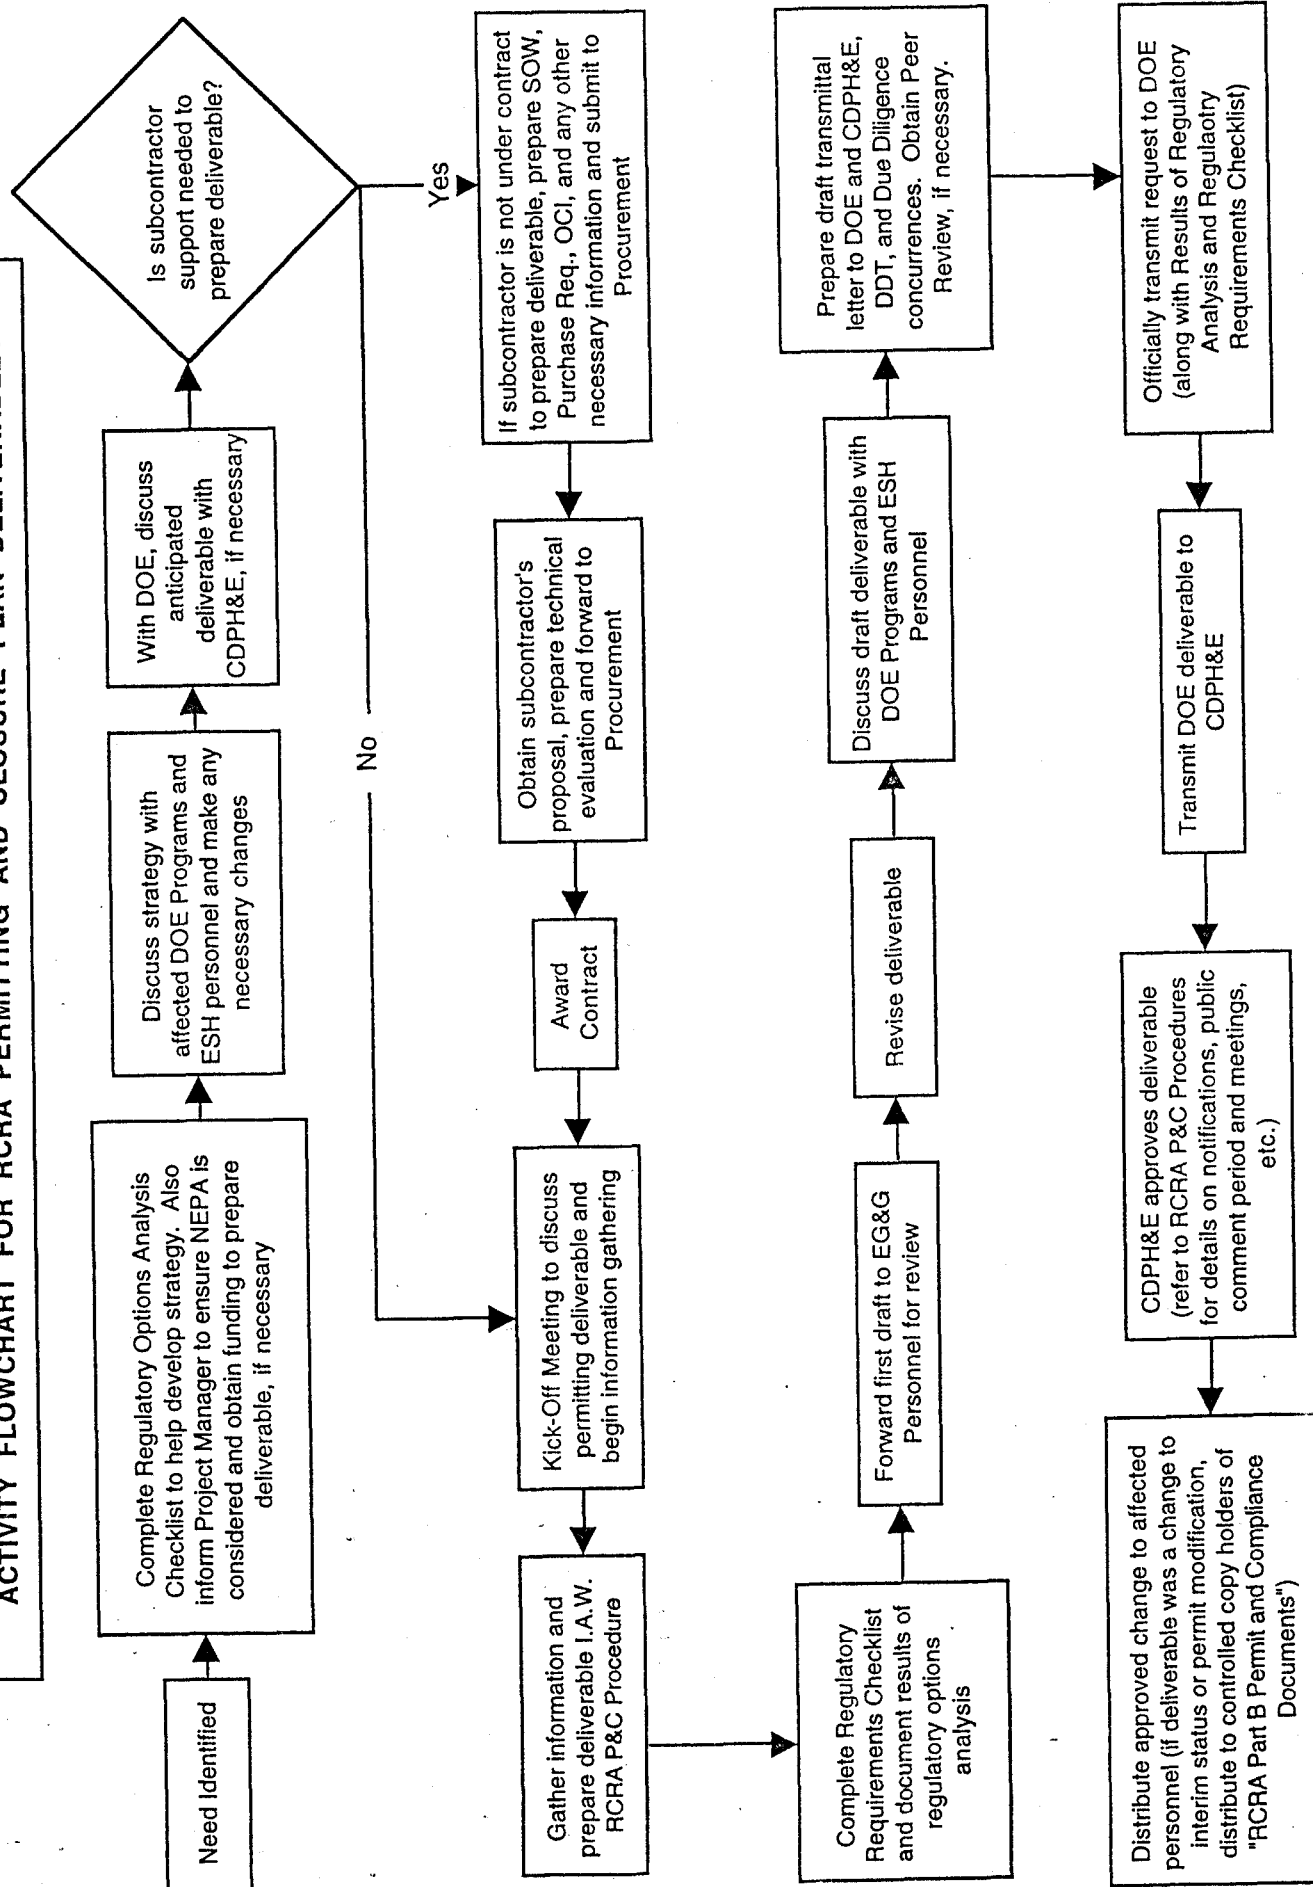 ACTIVITY FLOWCHART FOR RCRA PERMITTING AND CLOSURE PLAN
Need Identified
Complete Regulatory Options Analysis
Checklist to help develop strategy. Also
inform Project Manager to ensure NEPA is
considered and obtain funding to prepare
deliverable, if necessary
Discuss strategy with
affected DOE Programs and
ESH personnel and make any
necessary changes
With DOE, discuss
anticipated
deliverable with
CDPH&E, if necessary
Is subcontractor
support needed to
prepare deliverable?
No
Yes
If subcontractor is not under contract
to prepare deliverable, prepare SOW,
Purchase Req., OCI, and any other
necessary information and submit to
Procurement
Obtain subcontractor's
proposal, prepare technical
evaluation and forward to
Procurement
Award
Contract
Kick-Off Meeting to discuss
permitting deliverable and
begin information gathering
Gather information and
prepare deliverable I.A.W.
RCRA P&C Procedure
Complete Regulatory
Requirements Checklist
and document results of
regulatory options
analysis
Forward first draft to EG&G
Personnel for review
Revise deliverable
Discuss draft deliverable with
DOE Programs and ESH
Personnel
Prepare draft transmittal
letter to DOE and CDPH&E,
DDT, and Due Diligence
concurrences. Obtain Peer
Review, if necessary.
Officially transmit request to DOE
(along with Results of Regulatory
Analysis and Regulaotry
Requirements Checklist)
Transmit DOE deliverable to
CDPH&E
CDPH&E approves deliverable
(refer to RCRA P&C Procedures
for details on notifications, public
comment period and meetings,
etc.)
Distribute approved change to affected
personnel (if deliverable was a change to
interim status or permit modification,
distribute to controlled copy holders of
"RCRA Part B Permit and Compliance
Documents")